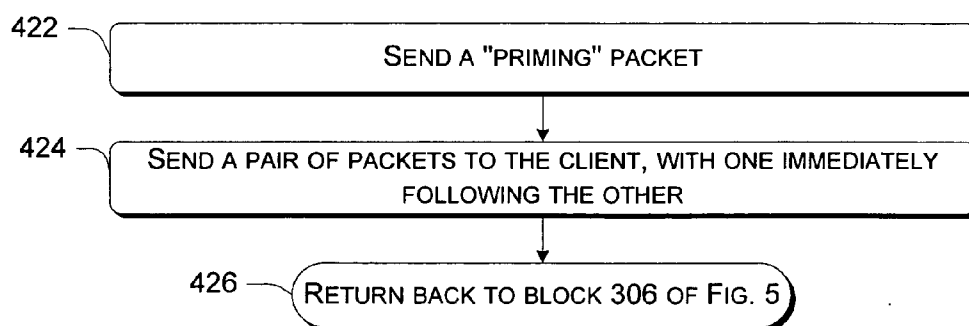 422
SEND A "PRIMING" PACKET
424
SEND A PAIR OF PACKETS TO THE CLIENT, WITH ONE IMMEDIATELY
FOLLOWING THE OTHER
426
RETURN BACK TO BLOCK 306 OF FIG. 5